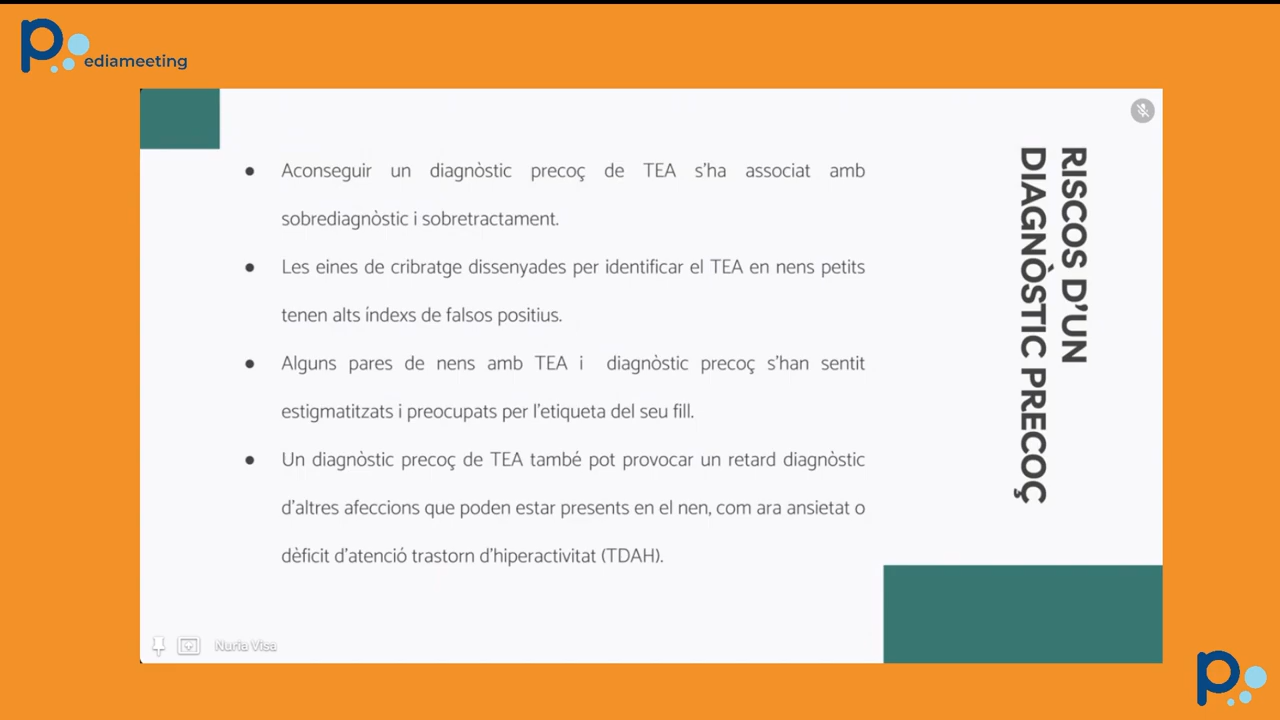 Pediameeting
RISCOS D'UN
DIAGNÒSTIC PRECOÇ
● Aconseguir un diagnòstic precoç de TEA s'ha associat amb
sobrediagnòstic i sobretractament.
● Les eines de cribratge dissenyades per identificar el TEA en nens petits
tenen alts índexs de falsos positius.
● Alguns pares de nens amb TEA i diagnòstic precoç s'han sentit
estigmatitzats i preocupats per l'etiqueta del seu fill.
● Un diagnòstic precoç de TEA també pot provocar un retard diagnòstic
d'altres afeccions que poden estar presents en el nen, com ara ansietat o
dèficit d'atenció trastorn d'hiperactivitat (TDAH).
Nuria Visa
P